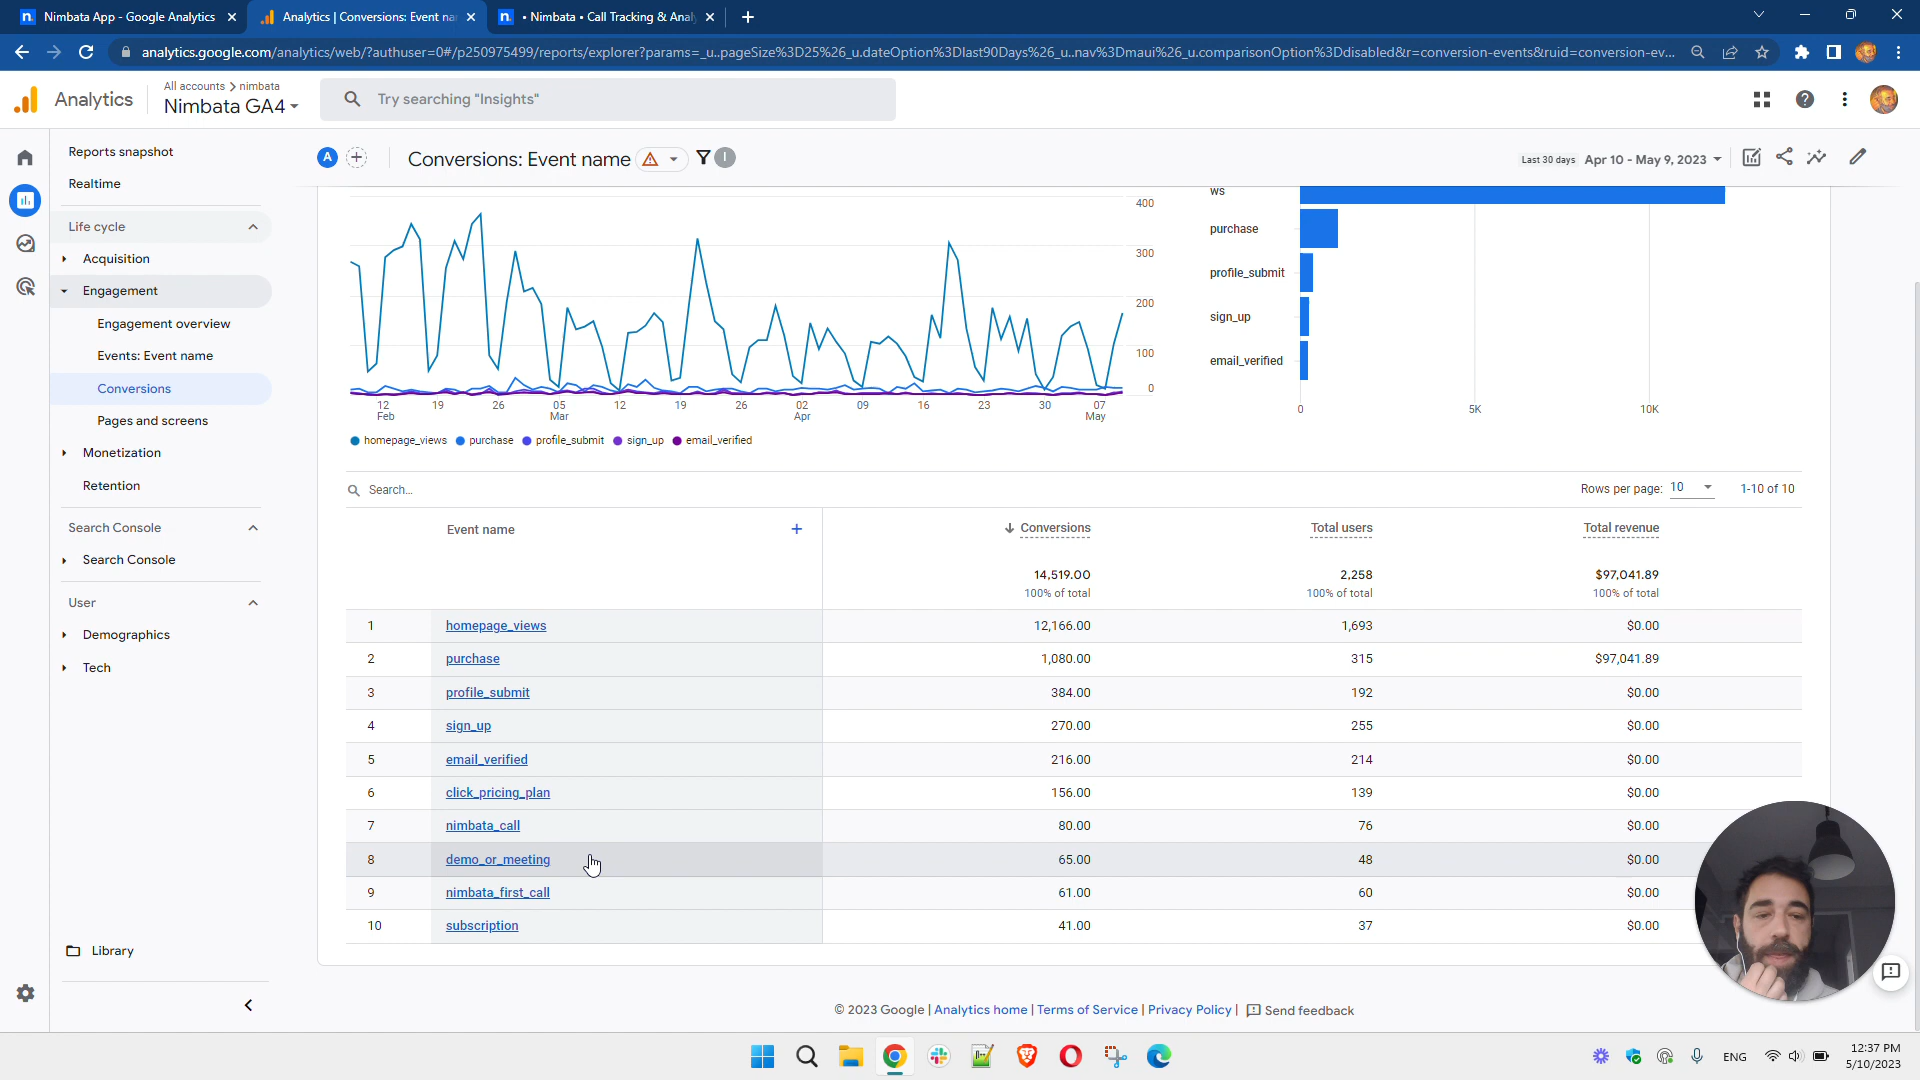 Nimbata App - Google Analytics
Analytics | Conversions: Event na
• Nimbata • Call Tracking & Anal
analytics.google.com/analytics/web/?authuser=0#/p250975499/reports/explorer?params=_u..pageSize%3D25%26_u.dateOption%3Dlast90Days%26_u..nav%3Dmaui%26_u.comparisonOption%3Ddisabled&r=conversion-events&ruid=conversion-ev...
Analytics
All accounts > nimbata
Nimbata GA4
Try searching "Insights"
Reports snapshot
Realtime
Life cycle
Acquisition
Engagement
Engagement overview
Events: Event name
Conversions
Pages and screens
Monetization
Retention
Search Console
Search Console
User
Demographics
Tech
Library
A
Conversions: Event name
I
Last 30 days Apr 10 - May 9, 2023
400
300
200
100
0
12 Feb
19
26
05 Mar
12
19
26
02 Apr
09
16
23
30
07 May
homepage_views purchase profile_submit sign_up email_verified
ws
purchase
profile_submit
sign_up
email_verified
0 5K 10K
Search...
Rows per page: 10 1-10 of 10
Event name + Conversions Total users Total revenue
14,519.00 2,258 $97,041.89
100% of total 100% of total 100% of total
1 homepage_views 12,166.00 1,693 $0.00
2 purchase 1,080.00 315 $97,041.89
3 profile_submit 384.00 192 $0.00
4 sign_up 270.00 255 $0.00
5 email_verified 216.00 214 $0.00
6 click_pricing_plan 156.00 139 $0.00
7 nimbata_call 80.00 76 $0.00
8 demo_or_meeting 65.00 48 $0.00
9 nimbata_first_call 61.00 60 $0.00
10 subscription 41.00 37 $0.00
© 2023 Google | Analytics home | Terms of Service | Privacy Policy | Send feedback
ENG
12:37 PM
5/10/2023